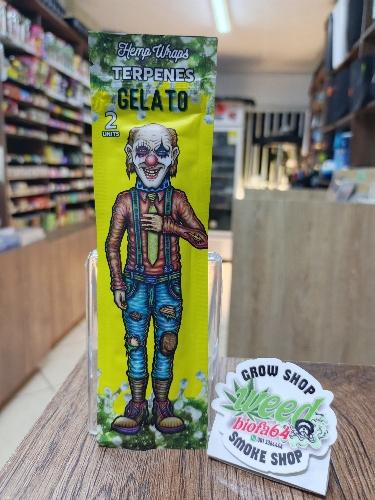 Hemp Wraps
TERPENES
GELATO
2
UNITS
GROW SHOP
Weed
biofa64
SMOKE SHOP